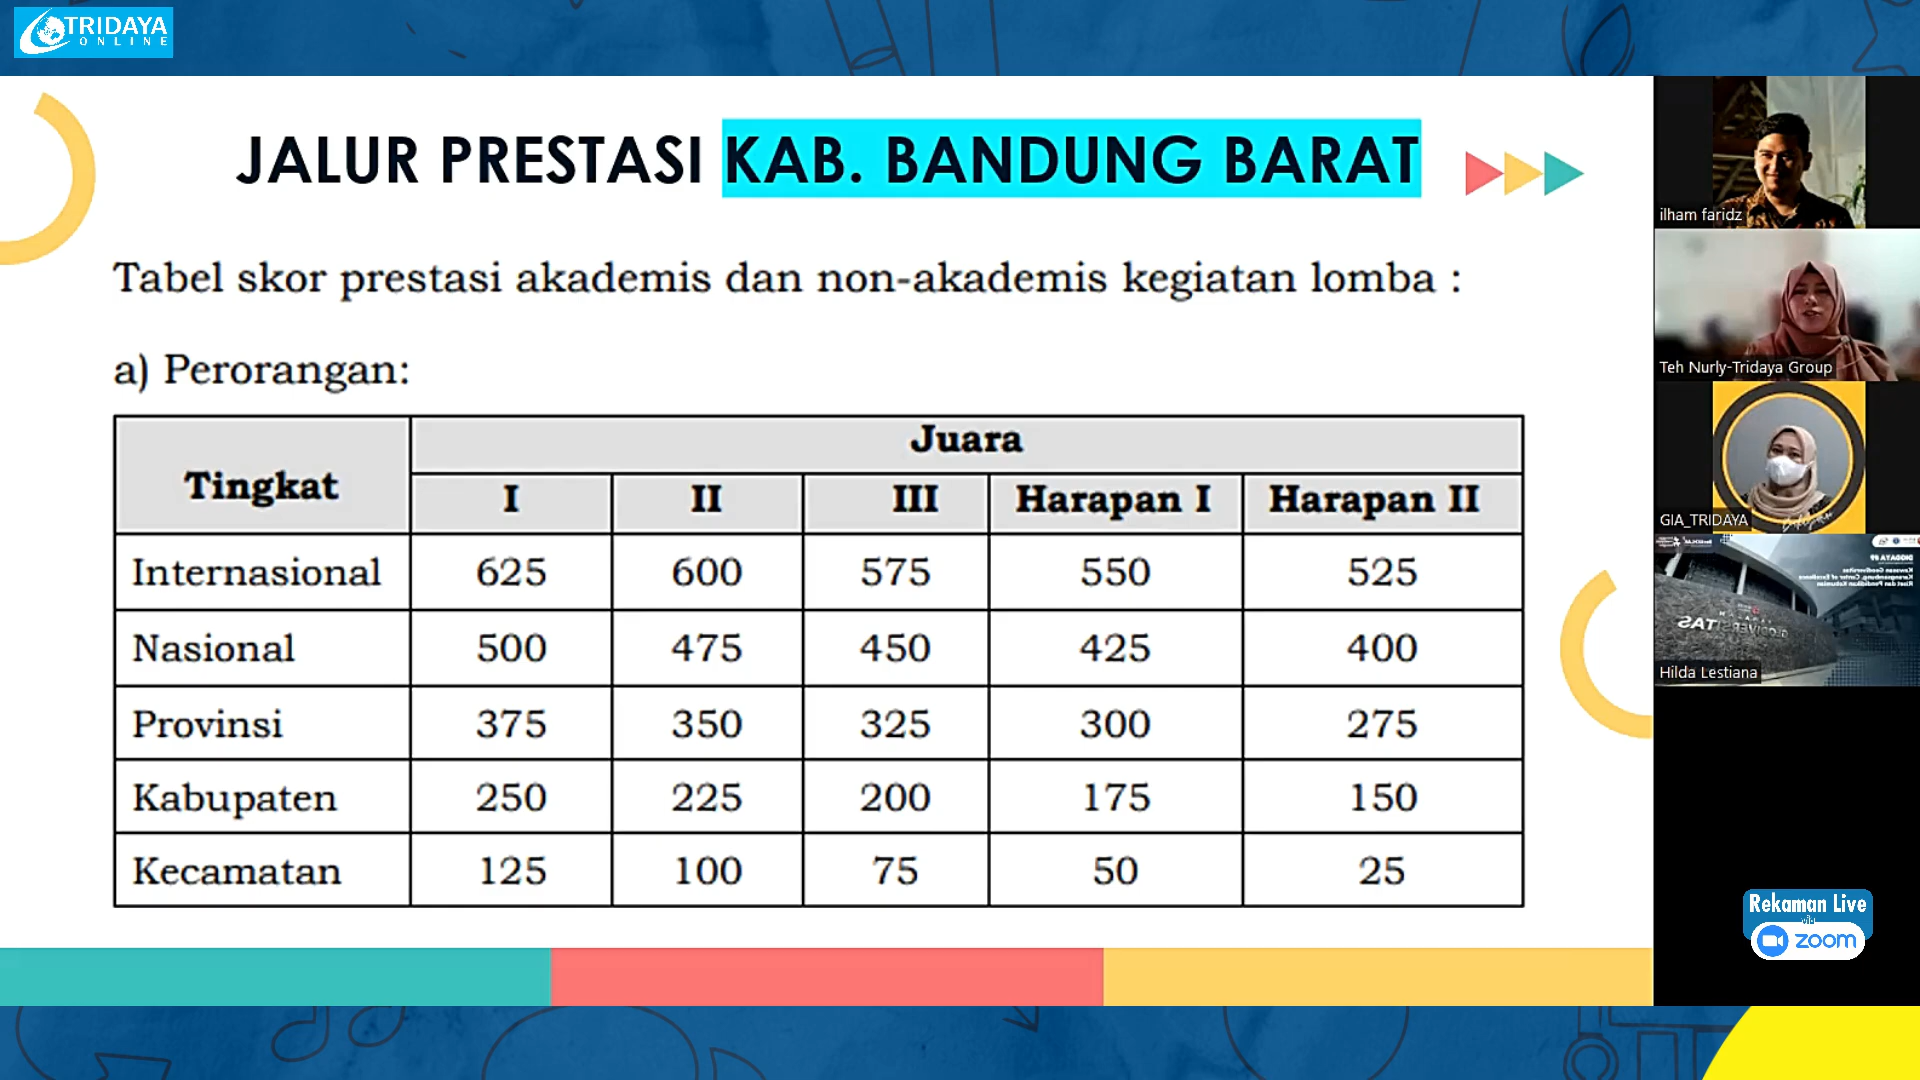 TRIDAYA
ONLINE
JALUR PRESTASI KAB. BANDUNG BARAT
Tabel skor prestasi akademis dan non-akademis kegiatan lomba :
a) Perorangan:
Tingkat Juara
I II III Harapan I Harapan II
Internasional 625 600 575 550 525
Nasional 500 475 450 425 400
Provinsi 375 350 325 300 275
Kabupaten 250 225 200 175 150
Kecamatan 125 100 75 50 25
ilham faridz
Teh Nurly-Tridaya Group
GIA_TRIDAYA
Hilda Lestiana
Rekaman Live
via
zoom